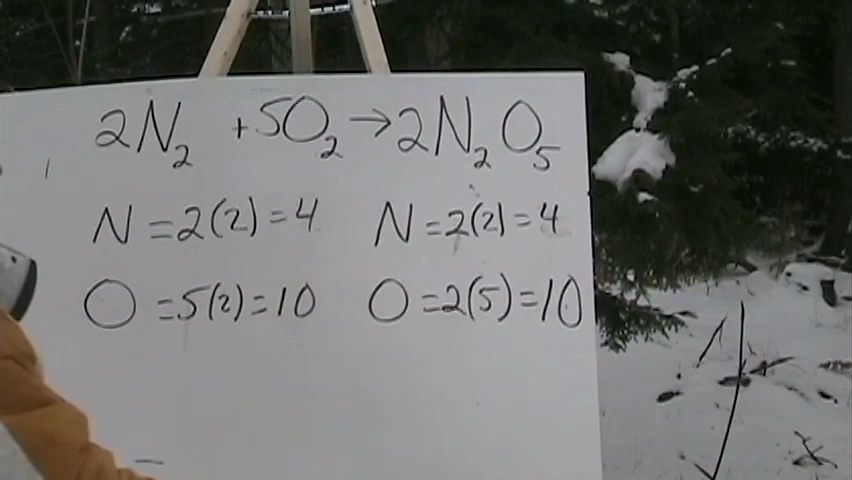 2N₂ +5O₂ → 2N₂O₅
N = 2(2) = 4 N = 2(2) = 4
O = 5(2) = 10 O = 2(5) = 10